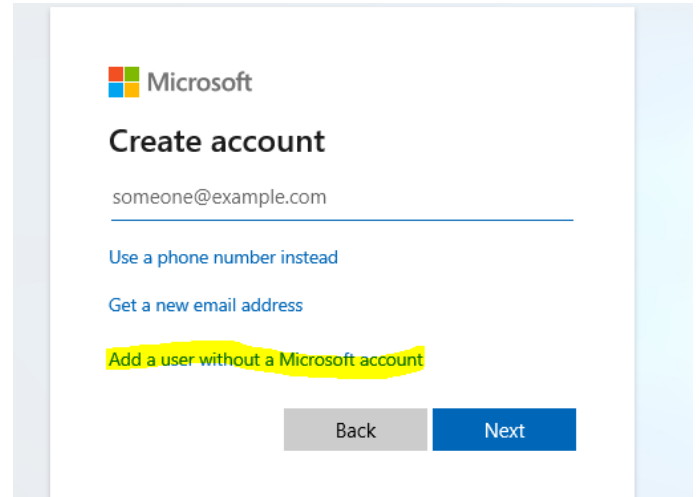 Microsoft
Create account
someone@example.com
Use a phone number instead
Get a new email address
Add a user without a Microsoft account
Back
Next